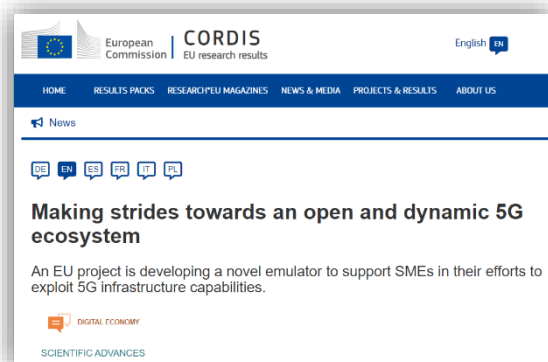 European Commission
CORDIS
EU research results
English EN
HOME RESULTS PACKS RESEARCH*EU MAGAZINES NEWS & MEDIA PROJECTS & RESULTS ABOUT US
News
DE EN ES FR IT PL
Making strides towards an open and dynamic 5G
ecosystem
An EU project is developing a novel emulator to support SMEs in their efforts to
exploit 5G infrastructure capabilities.
DIGITAL ECONOMY
SCIENTIFIC ADVANCES